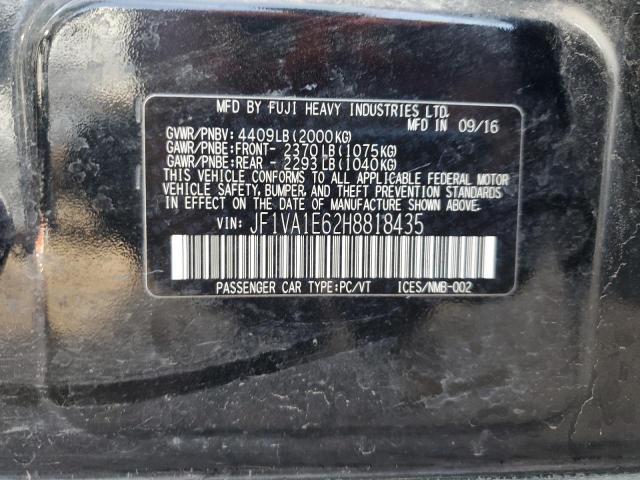 MFD BY FUJI HEAVY INDUSTRIES LTD.
MFD IN 09/16
GVWR/PNBV: 4409LB(2000KG)
GAWR/PNBE:FRONT- 2370LB(1075KG)
GAWR/PNBE:REAR - 2293LB(1040KG)
THIS VEHICLE CONFORMS TO ALL APPLICABLE FEDERAL MOTOR
VEHICLE SAFETY, BUMPER, AND THEFT PREVENTION STANDARDS
IN EFFECT ON THE DATE OF MANUFACTURE SHOWN ABOVE.
VIN: JF1VA1E62H8818435
PASSENGER CAR TYPE:PC/VT ICES/NMB-002